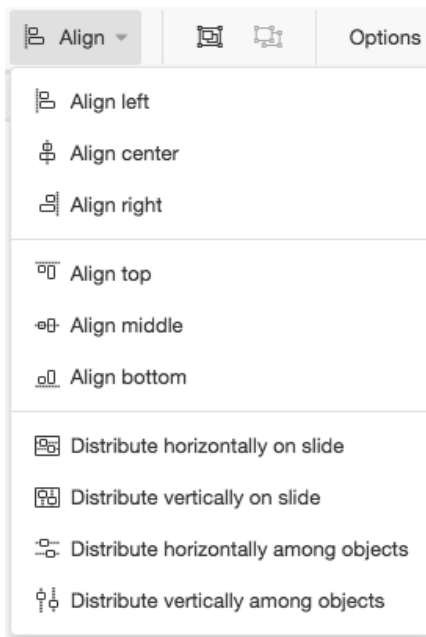 Align
Options
Align left
Align center
Align right
Align top
Align middle
Align bottom
Distribute horizontally on slide
Distribute vertically on slide
Distribute horizontally among objects
Distribute vertically among objects